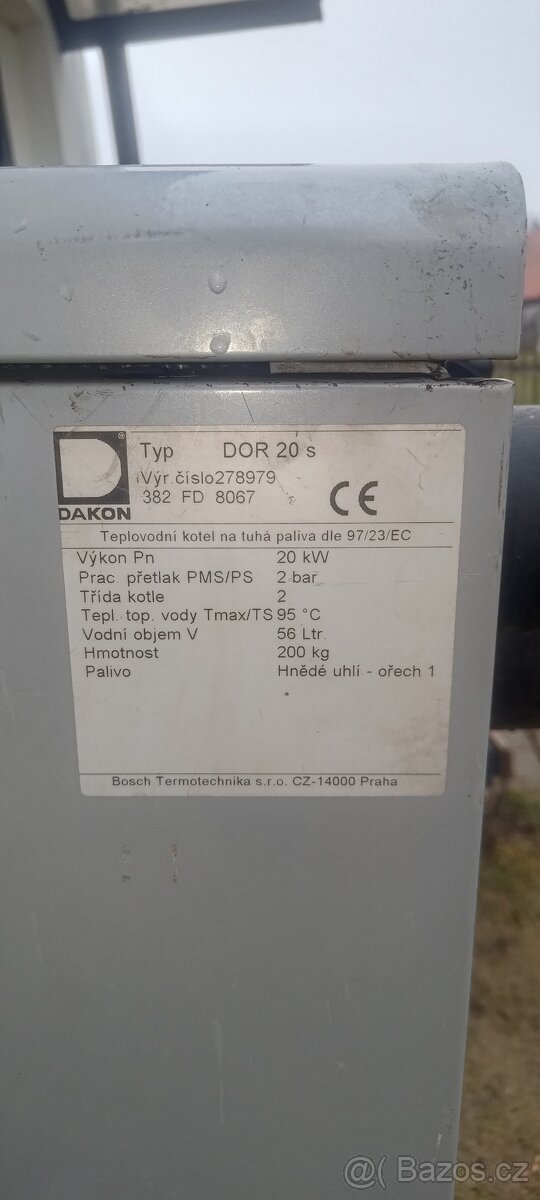 Typ DOR 20 s
Výr.číslo278979
382 FD 8067
DAKON
CE
Teplovodní kotel na tuhá paliva dle 97/23/EC
Výkon Pn 20 kW
Prac. přetlak PMS/PS 2 bar
Třída kotle 2
Tepl. top. vody Tmax/TS 95 °C
Vodní objem V 56 Ltr.
Hmotnost 200 kg
Palivo Hnědé uhlí - ořech 1
Bosch Termotechnika s.r.o. CZ-14000 Praha
@ Bazos.cz